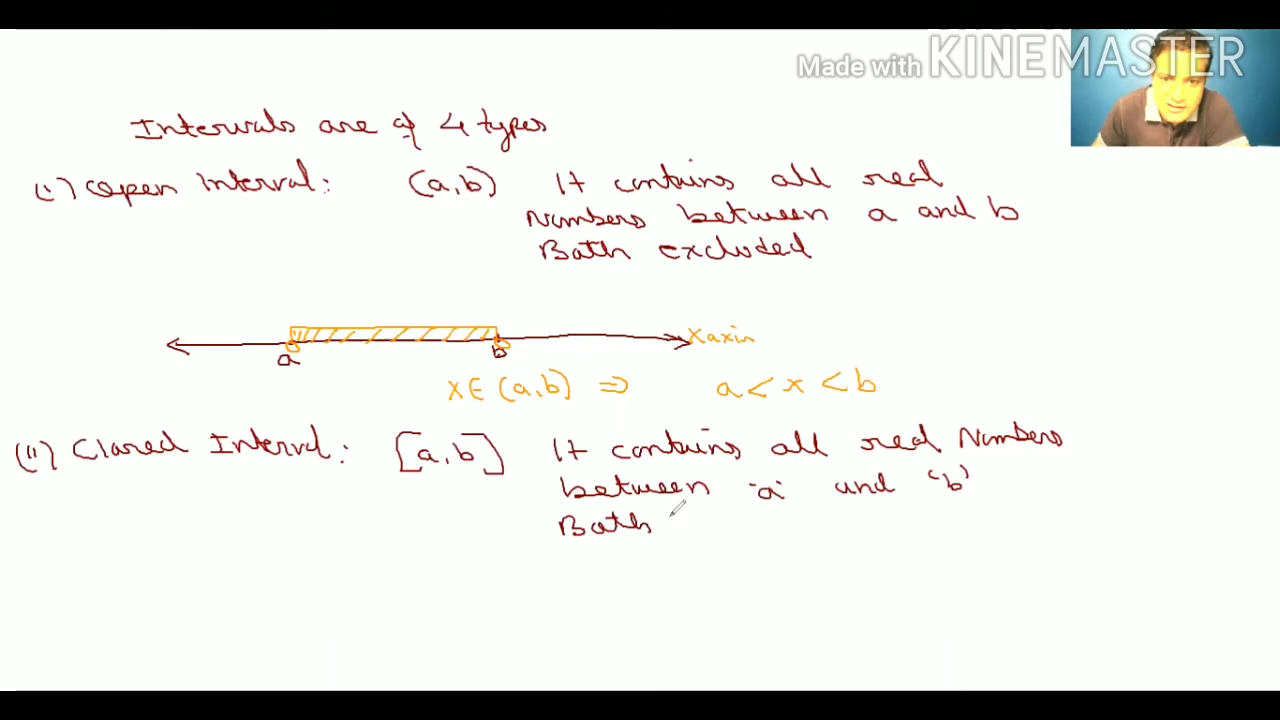 Made with KINEMASTER
Intervals are of 4 types
(i) Open Interval: (a,b) It contains all real
Numbers between a and b
Both excluded
a b X axis
x∈(a,b) ⇒ a<x<b
(ii) Closed Interval: [a,b] It contains all real Numbers
between 'a' and 'b'
Both